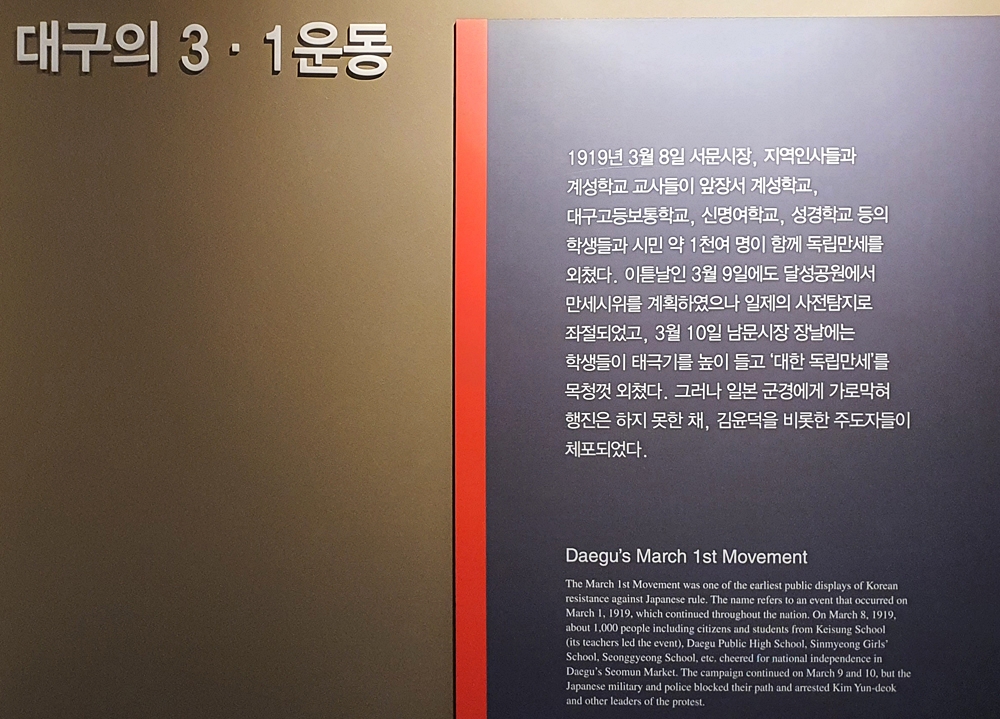 대구의 3·1운동
1919년 3월 8일 서문시장, 지역인사들과
계성학교 교사들이 앞장서 계성학교,
대구고등보통학교, 신명여학교, 성경학교 등의
학생들과 시민 약 1천여 명이 함께 독립만세를
외쳤다. 이튿날인 3월 9일에도 달성공원에서
만세시위를 계획하였으나 일제의 사전탐지로
좌절되었고, 3월 10일 남문시장 장날에는
학생들이 태극기를 높이 들고 '대한 독립만세'를
목청껏 외쳤다. 그러나 일본 군경에게 가로막혀
행진은 하지 못한 채, 김윤덕을 비롯한 주도자들이
체포되었다.
Daegu's March 1st Movement
The March 1st Movement was one of the earliest public displays of Korean
resistance against Japanese rule. The name refers to an event that occurred on
March 1, 1919, which continued throughout the nation. On March 8, 1919,
about 1,000 people including citizens and students from Keisung School
(its teachers led the event), Daegu Public High School, Sinmyeong Girls'
School, Seonggyeong School, etc. cheered for national independence in
Daegu's Seomun Market. The campaign continued on March 9 and 10, but the
Japanese military and police blocked their path and arrested Kim Yun-deok
and other leaders of the protest.